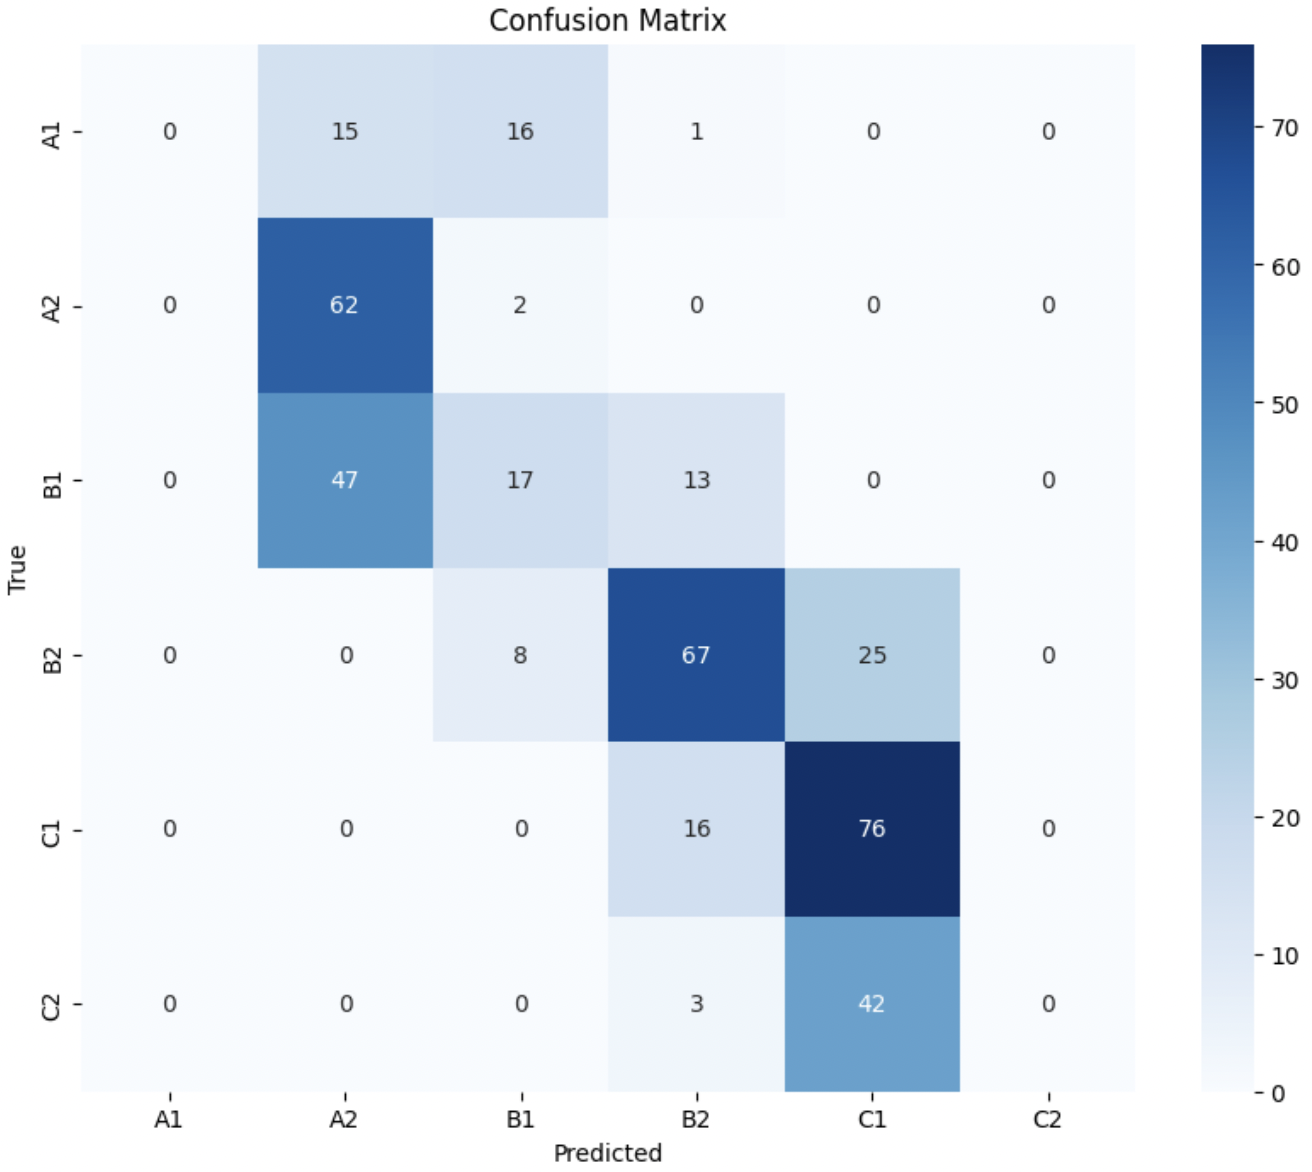 Confusion Matrix
A1 0 15 16 1 0 0
A2 0 62 2 0 0 0
B1 0 47 17 13 0 0
B2 0 0 8 67 25 0
C1 0 0 0 16 76 0
C2 0 0 0 3 42 0
True
A1 A2 B1 B2 C1 C2
Predicted
70
60
50
40
30
20
10
0